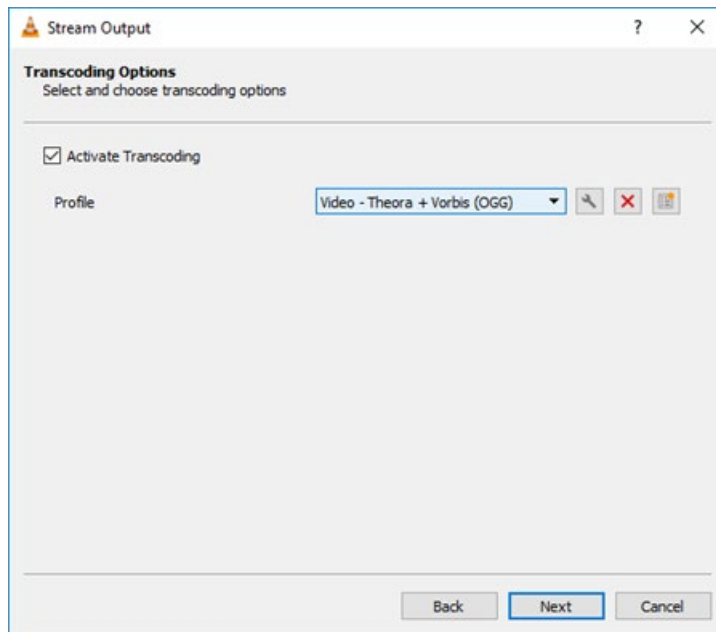 Stream Output
?
Transcoding Options
Select and choose transcoding options
Activate Transcoding
Profile Video - Theora + Vorbis (OGG)
Back Next Cancel